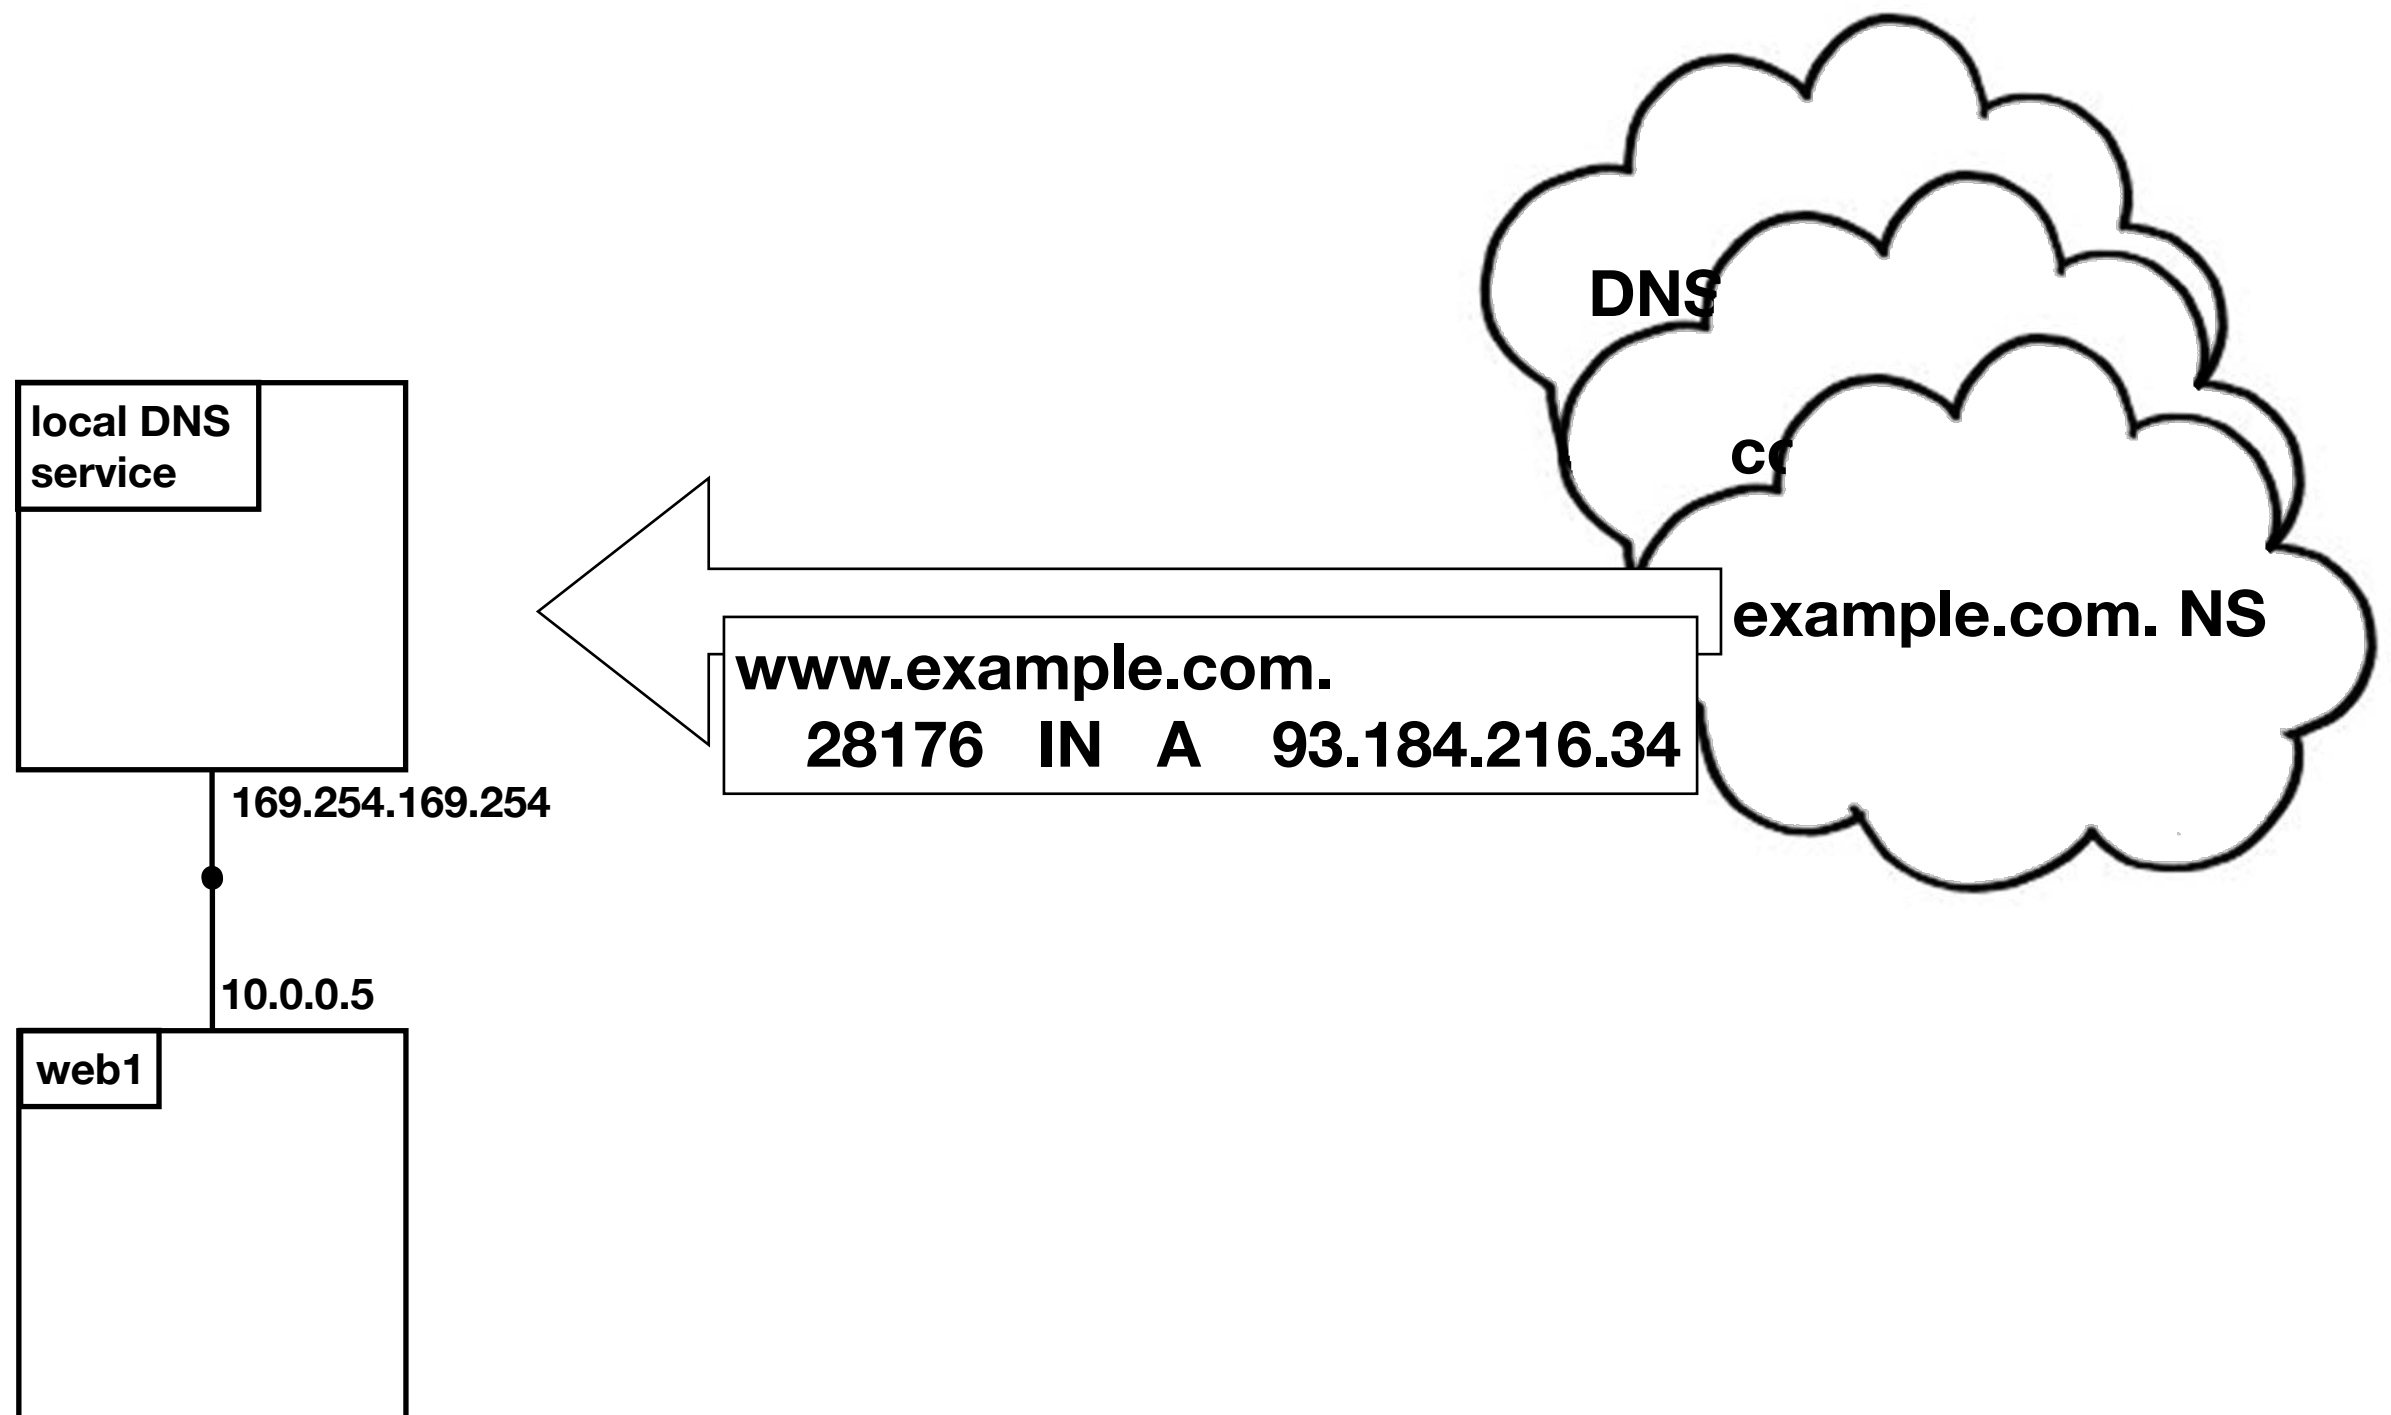 DNS
local DNS
service
example.com. NS
www.example.com.
28176 IN A 93.184.216.34
169.254.169.254
10.0.0.5
web1